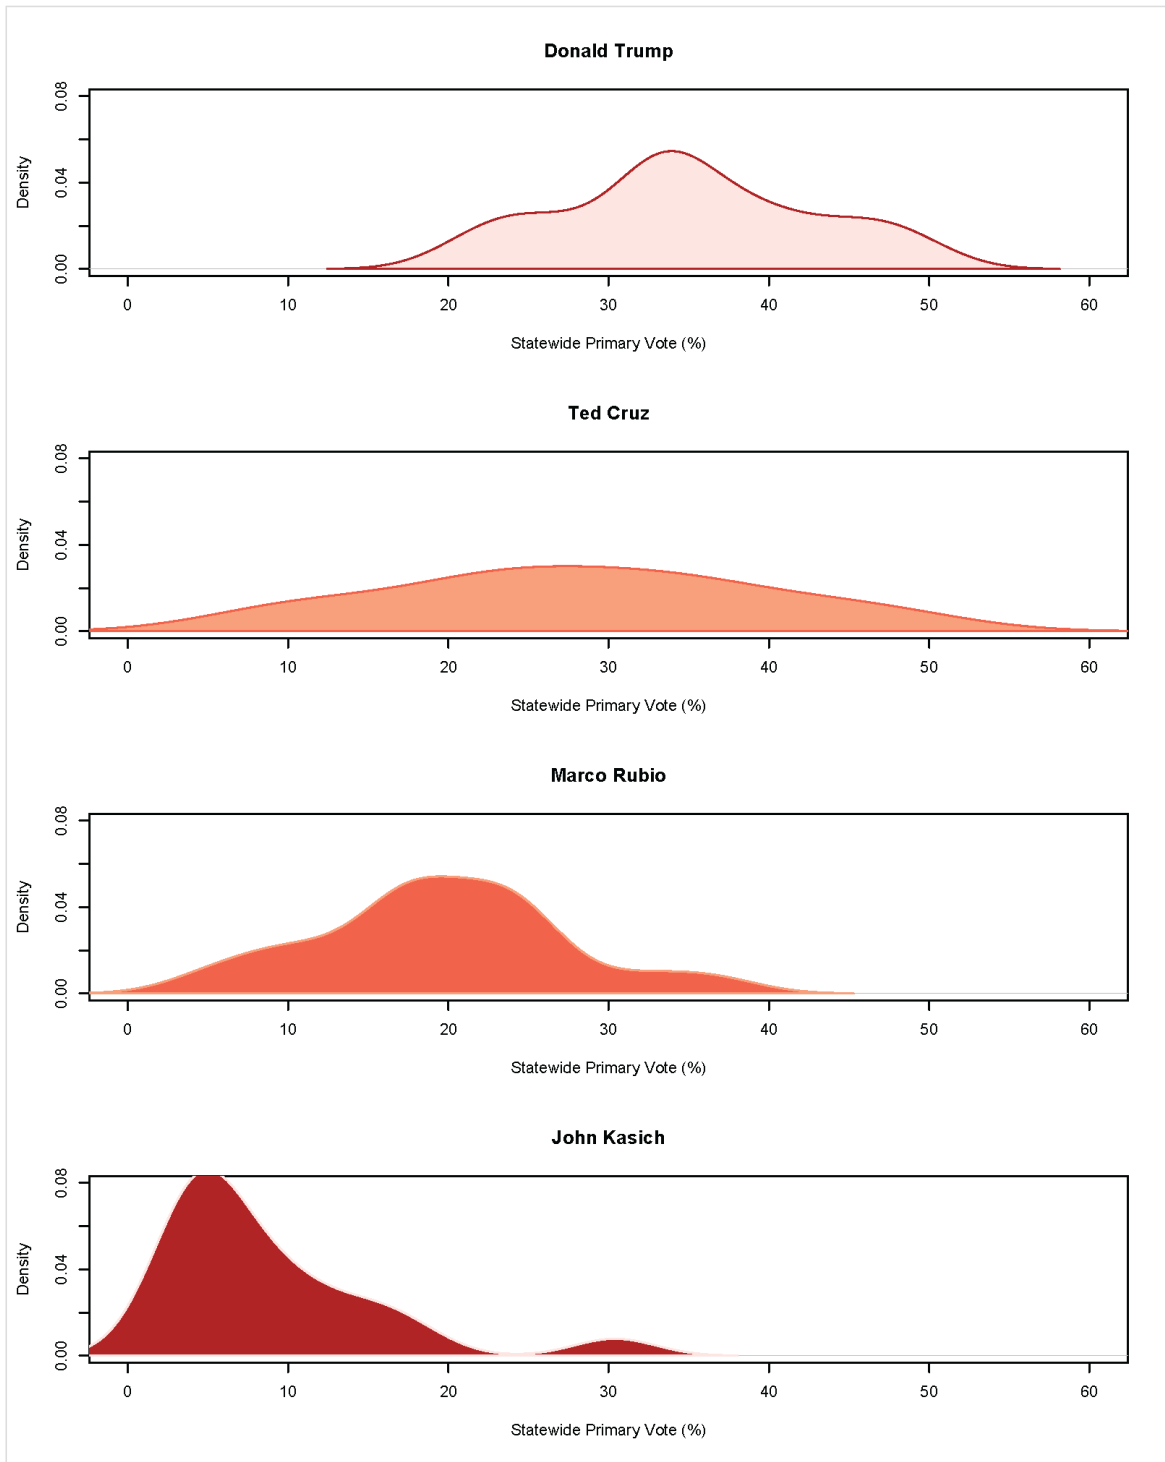 Donald Trump
Density
0.08
0.04
0.00
0 10 20 30 40 50 60
Statewide Primary Vote (%)
Ted Cruz
Density
0.08
0.04
0.00
0 10 20 30 40 50 60
Statewide Primary Vote (%)
Marco Rubio
Density
0.08
0.04
0.00
0 10 20 30 40 50 60
Statewide Primary Vote (%)
John Kasich
Density
0.08
0.04
0.00
0 10 20 30 40 50 60
Statewide Primary Vote (%)